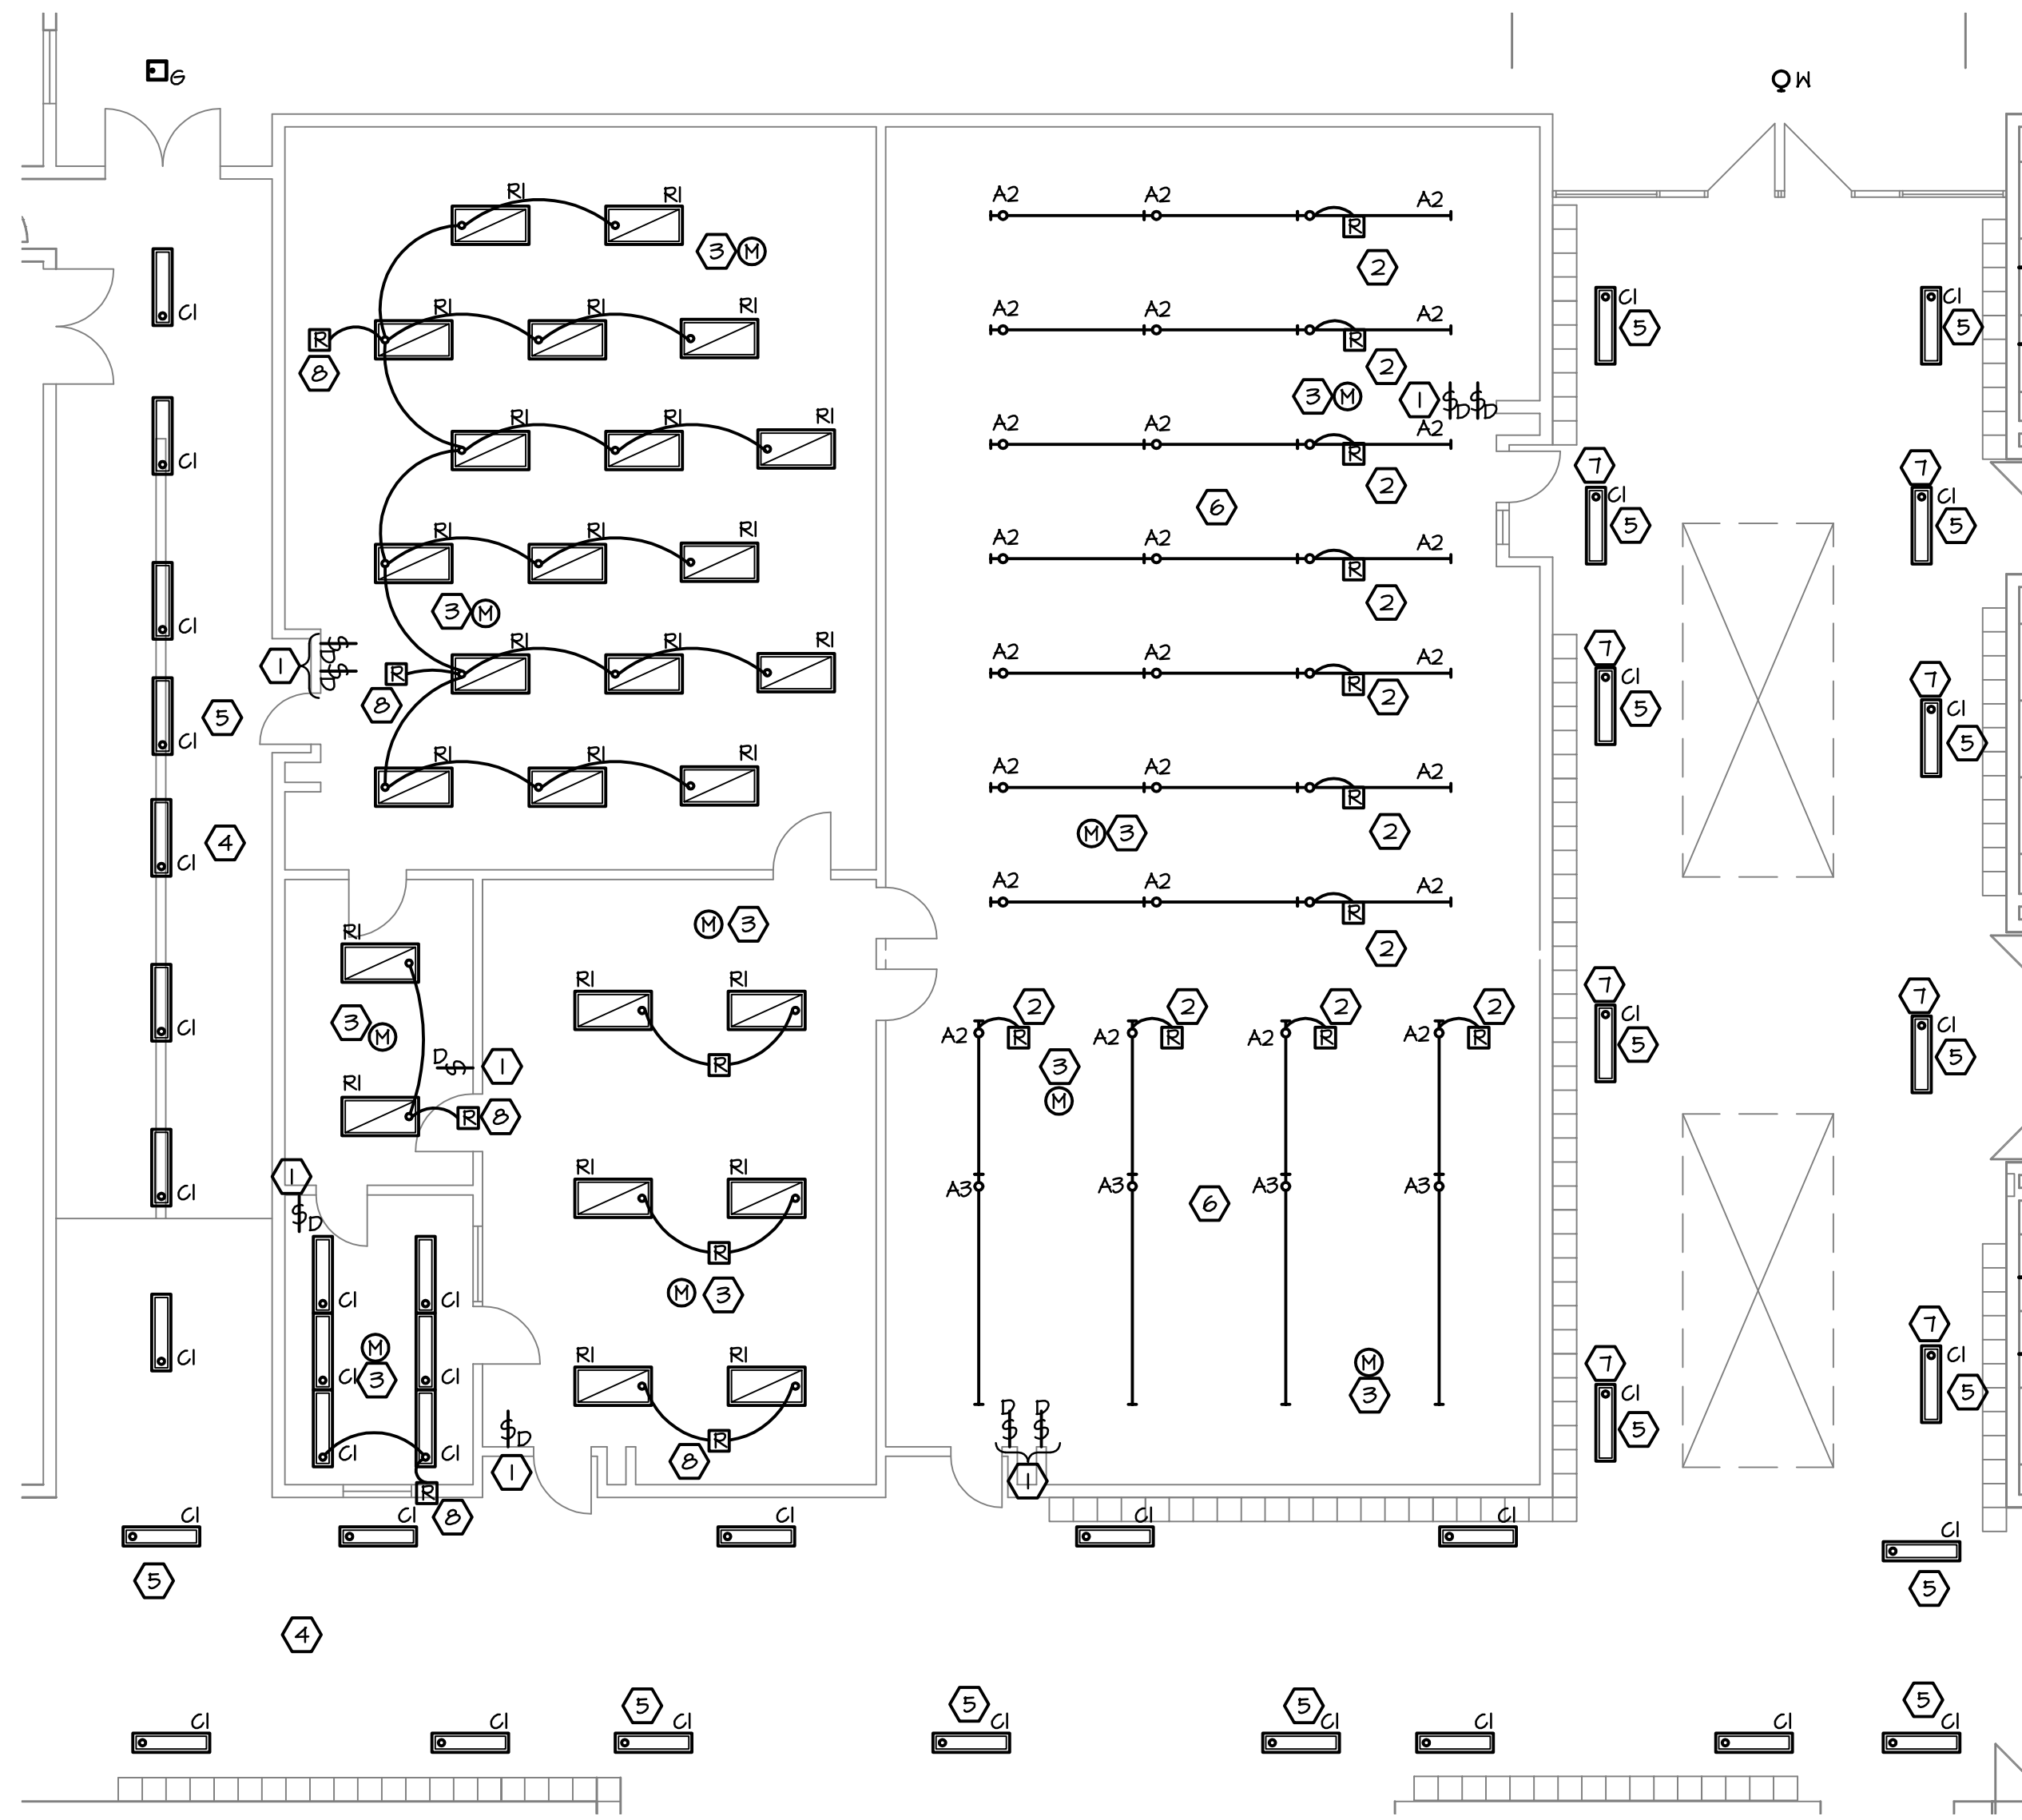 G
W
R1 R1 A2 A2 A2
3 M
2
C1 C1 C1
R1 R1 R1 A2 A2 A2
R
R R
8 5 5
2
3 M 1 $D $D
R1 R1 R1 A2 A2 A2
R
C1 7 7
2 C1 C1
6 5 5
R1 R1 R1 A2 A2 A2
R
C1 3 M 2
1 $D $D
R1 R1 R1 A2 A2 A2
7
R R C1 7
8 2 5 C1
5
C1 5
R1 R1 R1 A2 A2 A2
R
4 M 3 2
C1
A2 A2 A2
R
R1 M 3
2
R1 R1 7 7
2 2 2 2
C1 3 M A2 R A2 R A2 R A2 R C1 C1
5 5
D $ 1 R 3
R1 R 8 M
1 R1 R1 A3 A3 A3 A3
C1 6
$D
R
C1 C1 M 3
7
C1 M 7 C1
C1 3 C1 R1 R1 M 5
3 C1
D D
$D $ $ 5
C1 C1 R
1 8 1
R
8
C1 C1 C1 C1 C1 C1
5 5
4
5 5 5 5
C1 C1 C1 C1 C1 C1 C1 C1